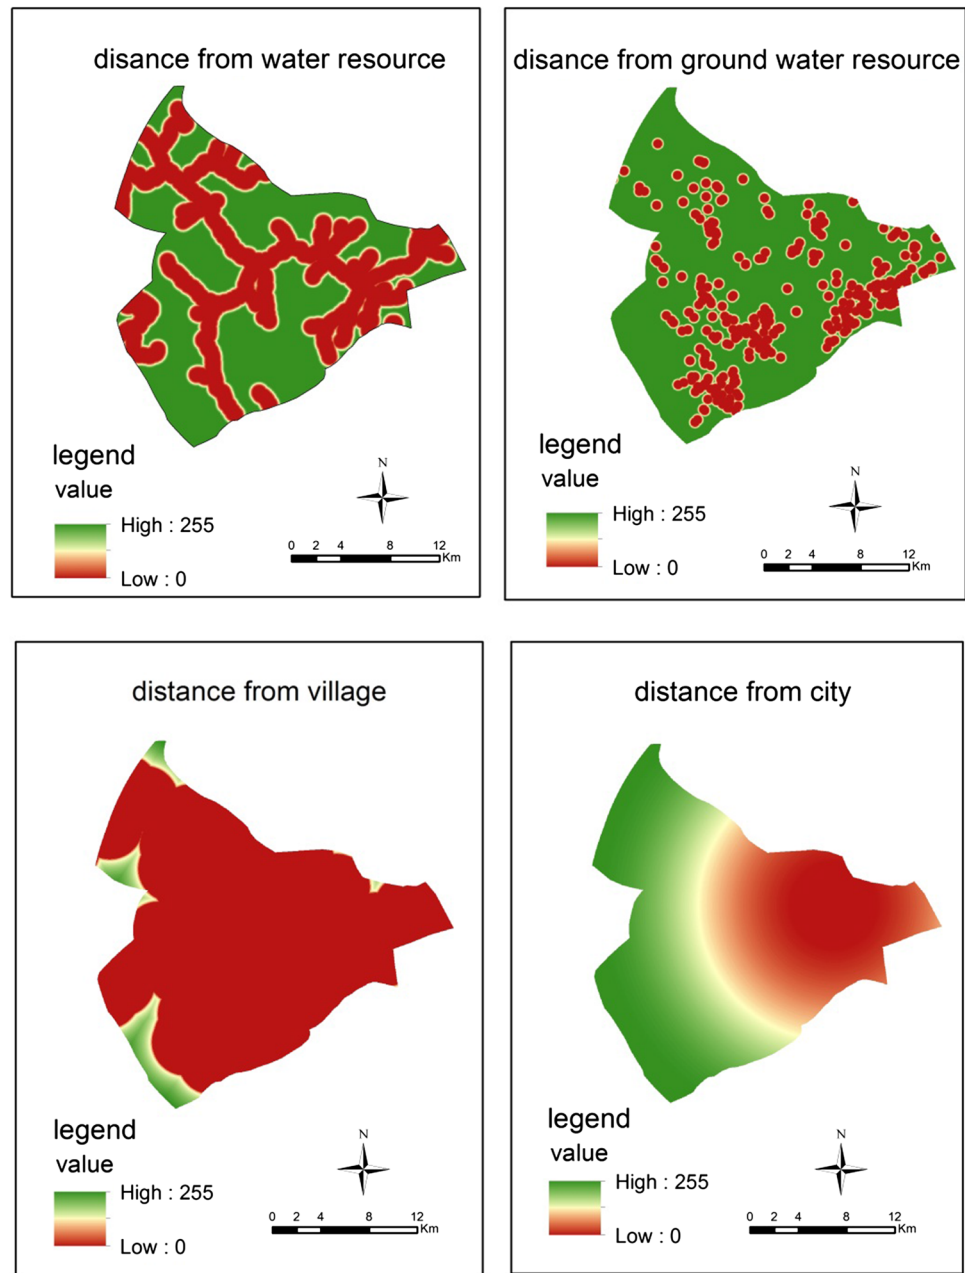 disance from water resource
legend
value
High : 255
Low : 0
N
0 2 4 8 12
Km
disance from ground water resource
legend
value
High : 255
Low : 0
N
0 2 4 8 12
Km
distance from village
legend
value
High : 255
Low : 0
N
0 2 4 8 12
Km
distance from city
legend
value
High : 255
Low : 0
N
0 2 4 8 12
Km